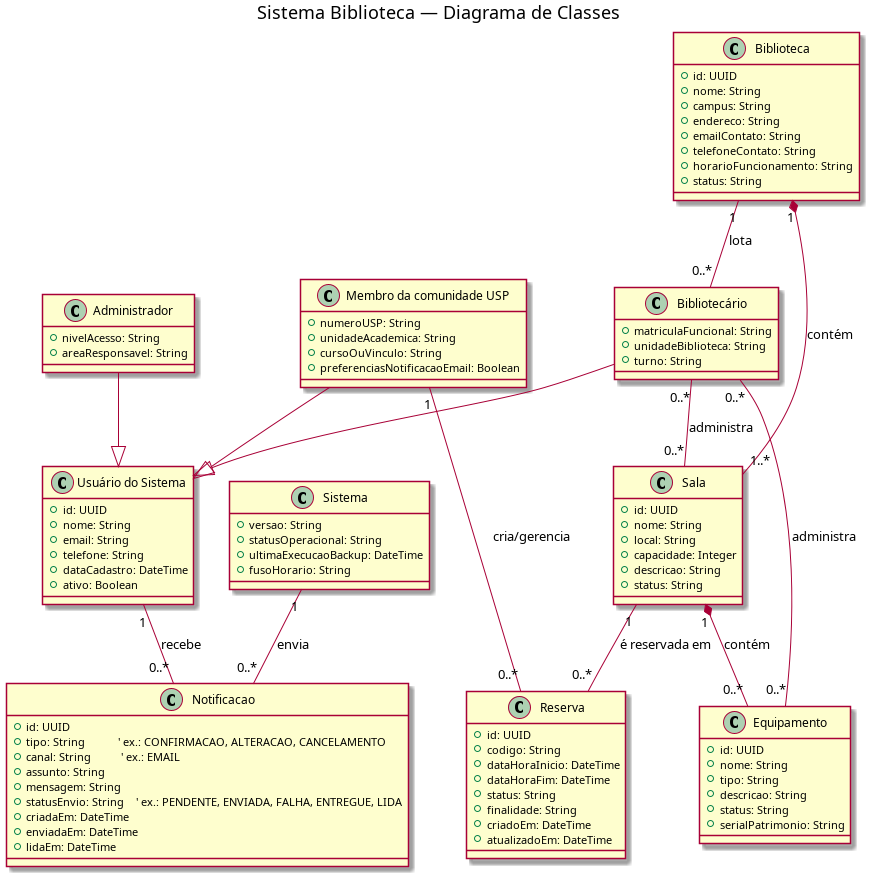 Sistema Biblioteca — Diagrama de Classes
C Biblioteca
id: UUID
nome: String
campus: String
endereco: String
emailContato: String
telefoneContato: String
horarioFuncionamento: String
status: String
1
1
lota
0..*
contém
1..*
C Administrador
nivelAcesso: String
areaResponsavel: String
C Membro da comunidade USP
numeroUSP: String
unidadeAcademica: String
cursoOuVinculo: String
preferenciasNotificacaoEmail: Boolean
1
C Bibliotecário
matriculaFuncional: String
unidadeBiblioteca: String
turno: String
0..*
0..*
administra
0..*
administra
cria/gerencia
C Usuário do Sistema
id: UUID
nome: String
email: String
telefone: String
dataCadastro: DateTime
ativo: Boolean
1
recebe
0..*
C Sistema
versao: String
statusOperacional: String
ultimaExecucaoBackup: DateTime
fusoHorario: String
1
envia
0..*
C Sala
id: UUID
nome: String
local: String
capacidade: Integer
descricao: String
status: String
1
1
é reservada em
contém
0..*
0..*
0..*
0..*
C Notificacao
id: UUID
tipo: String ' ex.: CONFIRMACAO, ALTERACAO, CANCELAMENTO
canal: String ' ex.: EMAIL
assunto: String
mensagem: String
statusEnvio: String ' ex.: PENDENTE, ENVIADA, FALHA, ENTREGUE, LIDA
criadaEm: DateTime
enviadaEm: DateTime
lidaEm: DateTime
C Reserva
id: UUID
codigo: String
dataHoraInicio: DateTime
dataHoraFim: DateTime
status: String
finalidade: String
criadoEm: DateTime
atualizadoEm: DateTime
C Equipamento
id: UUID
nome: String
tipo: String
descricao: String
status: String
serialPatrimonio: String